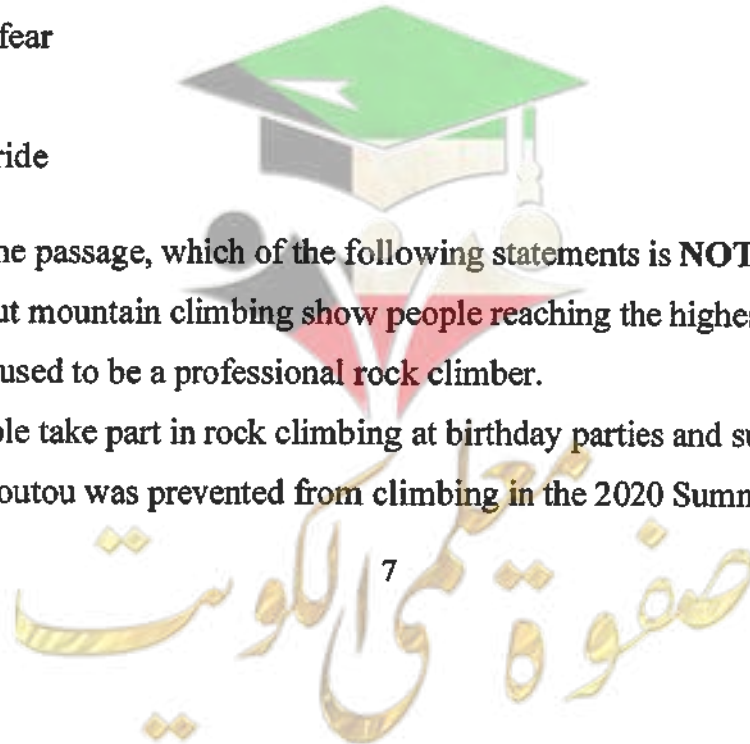 fear
ride
he passage, which of the following statements is NOT
ut mountain climbing show people reaching the highes
used to be a professional rock climber.
ple take part in rock climbing at birthday parties and su
outou was prevented from climbing in the 2020 Summ
7
صفوة معلمي الكويت